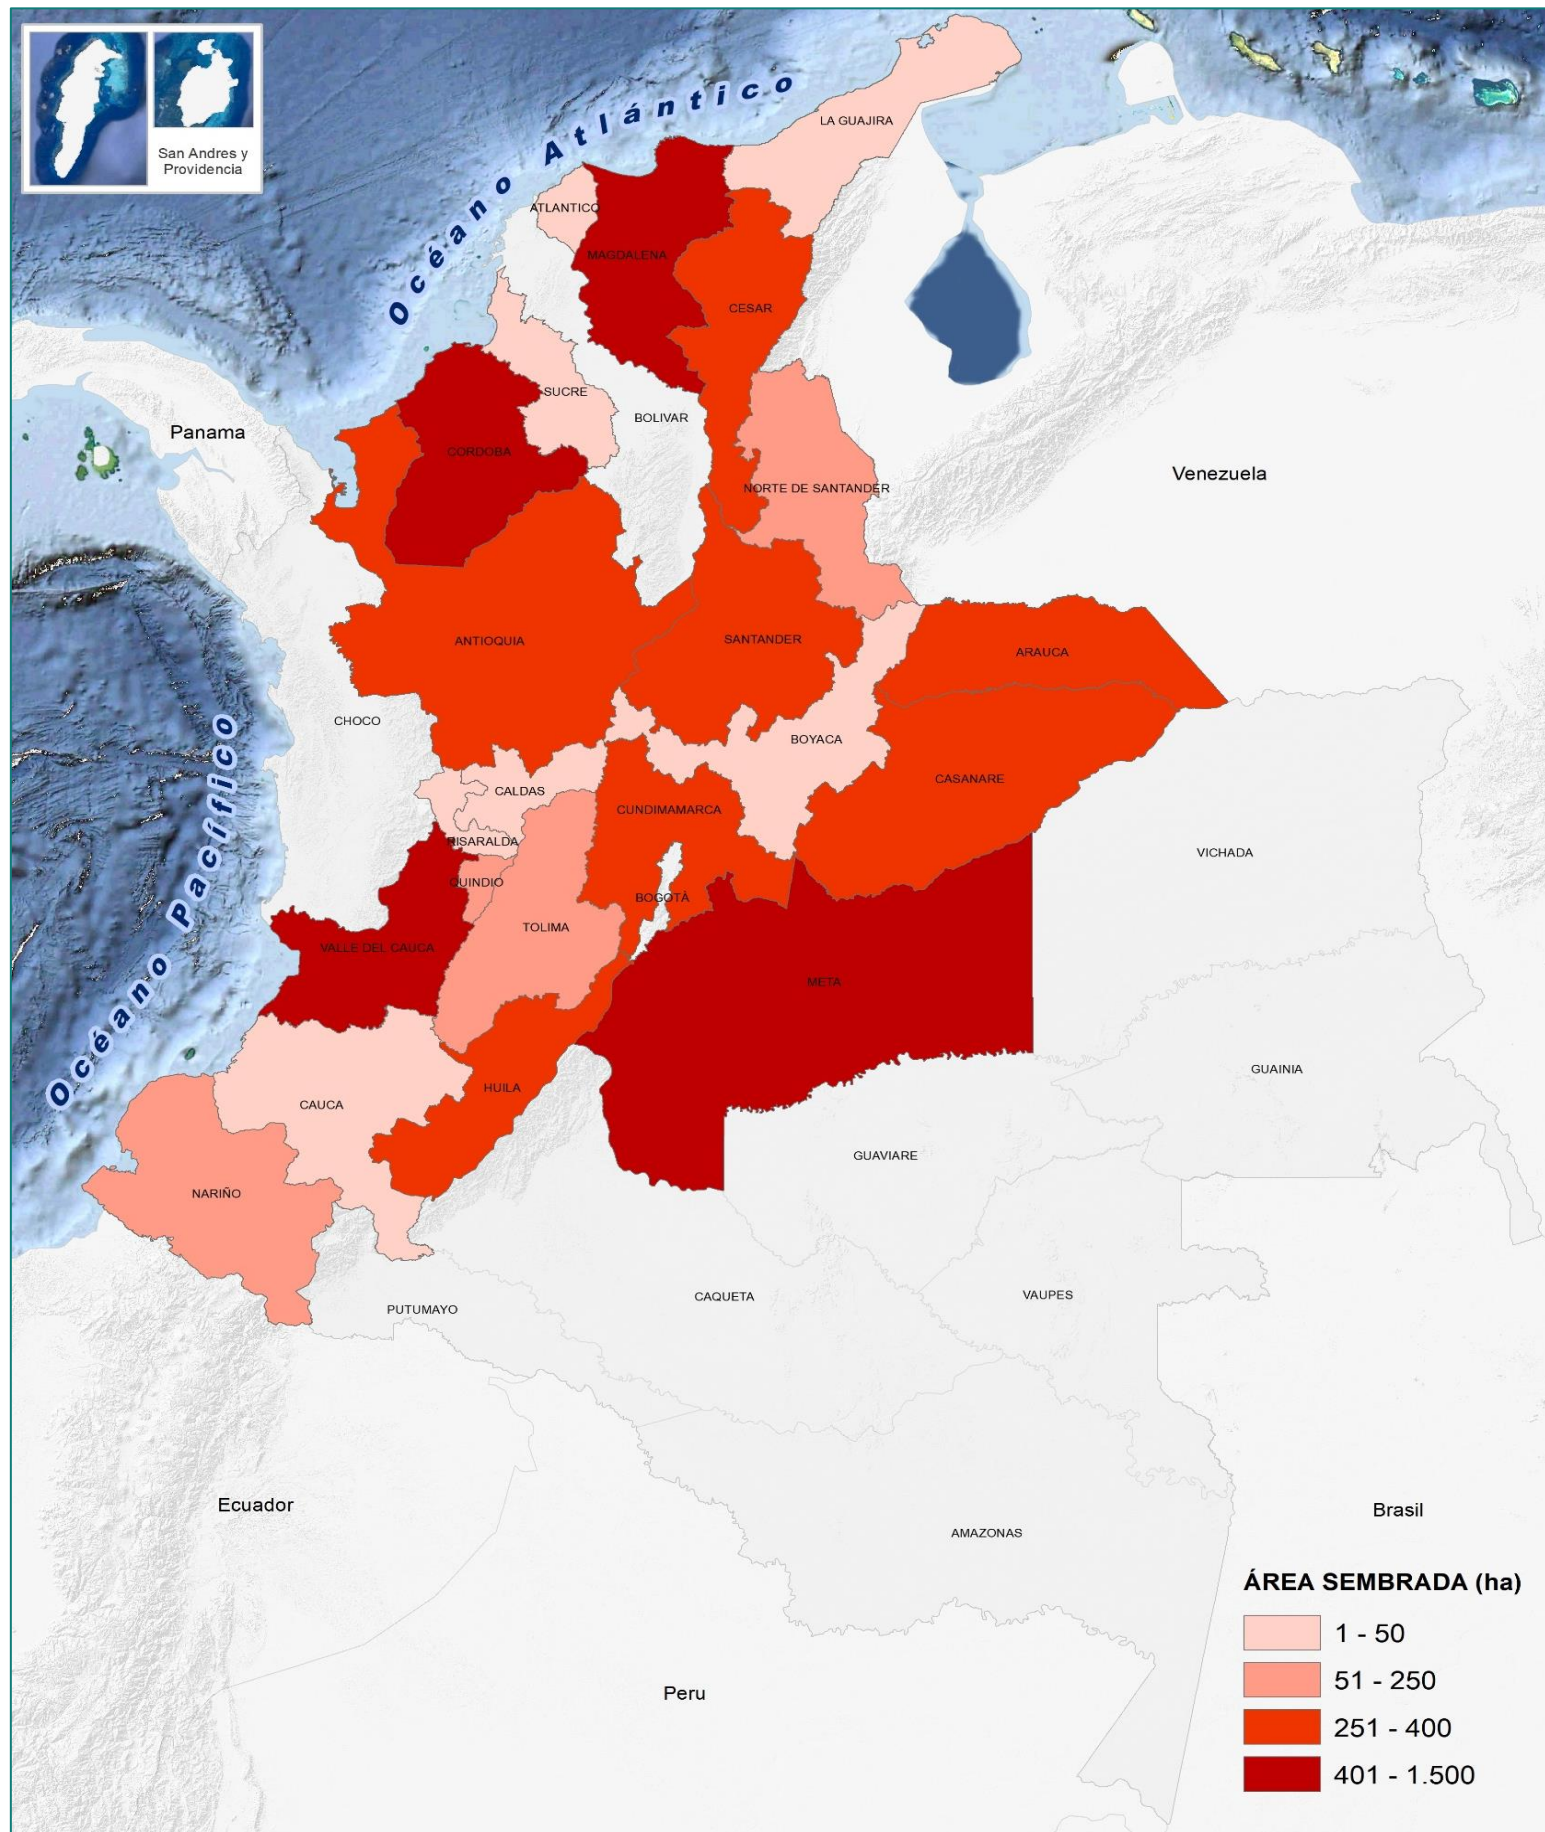 San Andres y
Providencia
Océano Atlántico
LA GUAJIRA
ATLANTICO
MAGDALENA
CESAR
SUCRE
BOLIVAR
Panama
CORDOBA
Venezuela
NORTE DE SANTANDER
ANTIOQUIA
SANTANDER
ARAUCA
CHOCO
BOYACA
CASANARE
CALDAS
CUNDIMAMARCA
RISARALDA
VICHADA
QUINDIO
BOGOTÁ
TOLIMA
VALLE DEL CAUCA
META
Océano Pacífico
GUAINIA
HUILA
CAUCA
GUAVIARE
NARIÑO
CAQUETA
VAUPES
PUTUMAYO
Ecuador
Brasil
AMAZONAS
ÁREA SEMBRADA (ha)
1 - 50
51 - 250
Peru
251 - 400
401 - 1.500